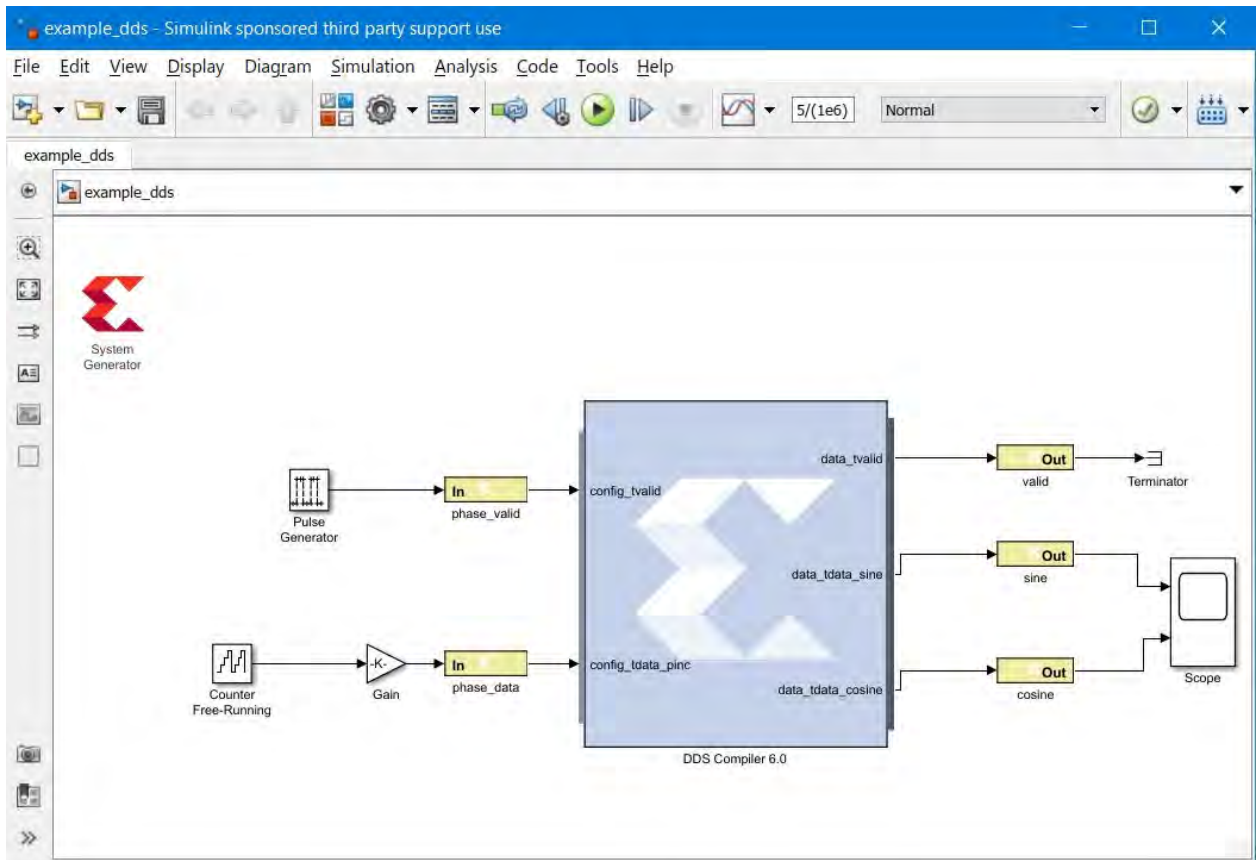 example_dds - Simulink sponsored third party support use
File Edit View Display Diagram Simulation Analysis Code Tools Help
5/(1e6) Normal
example_dds
example_dds
System
Generator
data_tvalid
Out
valid
Terminator
Pulse
Generator
In
phase_valid
config_tvalid
data_tdata_sine
Out
sine
Counter
Free-Running
-K-
Gain
In
phase_data
config_tdata_pinc
data_tdata_cosine
Out
cosine
Scope
DDS Compiler 6.0